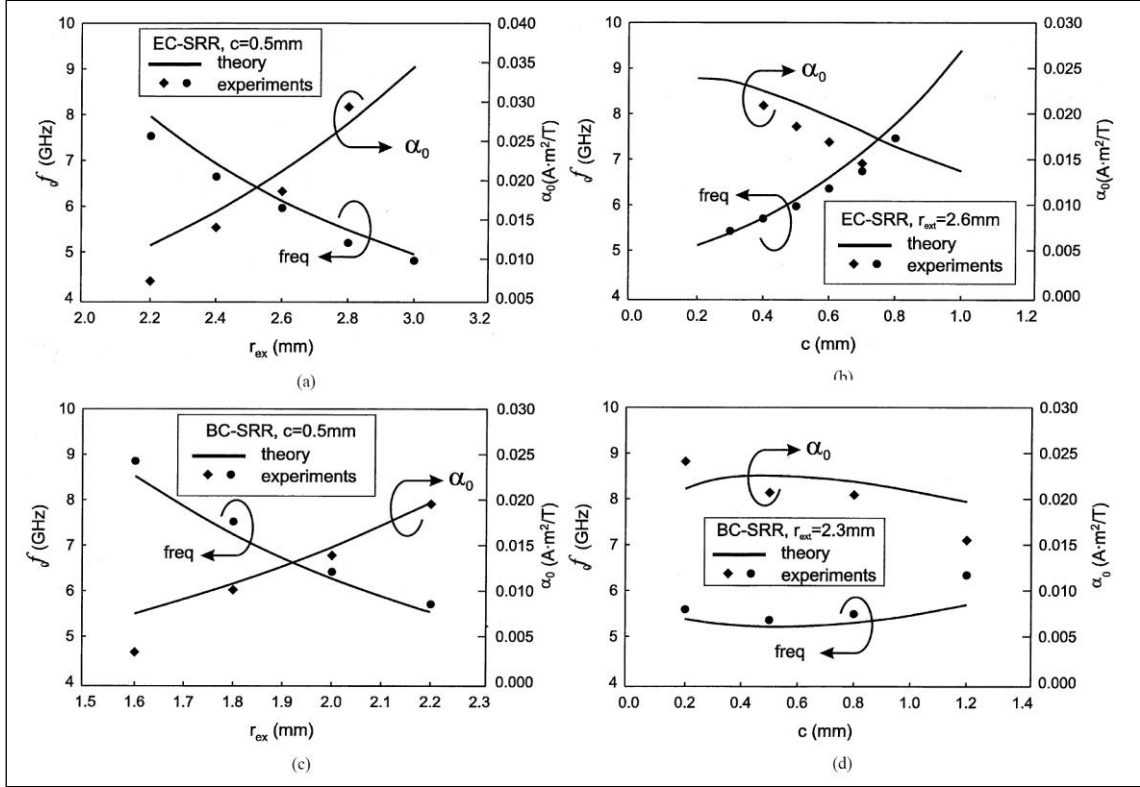 EC-SRR, c=0.5mm
theory
experiments
α₀
freq
10
9
8
7
6
5
4
f₀ (GHz)
0.040
0.030
0.025
0.020
0.015
0.010
0.005
α₀(A·m²/T)
2.0 2.2 2.4 2.6 2.8 3.0 3.2
r_ex (mm)
(a)
α₀
freq
EC-SRR, r_ext=2.6mm
theory
experiments
10
9
8
7
6
5
4
f₀ (GHz)
0.030
0.025
0.020
0.015
0.010
0.005
0.000
α₀(A·m²/T)
0.0 0.2 0.4 0.6 0.8 1.0 1.2
c (mm)
(b)
BC-SRR, c=0.5mm
theory
experiments
α₀
freq
10
9
8
7
6
5
4
f₀ (GHz)
0.030
0.025
0.020
0.015
0.010
0.005
0.000
α₀ (A·m²/T)
1.5 1.6 1.7 1.8 1.9 2.0 2.1 2.2 2.3
r_ex (mm)
(c)
α₀
BC-SRR, r_ext=2.3mm
theory
experiments
freq
10
9
8
7
6
5
4
f₀ (GHz)
0.030
0.025
0.020
0.015
0.010
0.005
0.000
α₀ (A·m²/T)
0.0 0.2 0.4 0.6 0.8 1.0 1.2 1.4
c (mm)
(d)